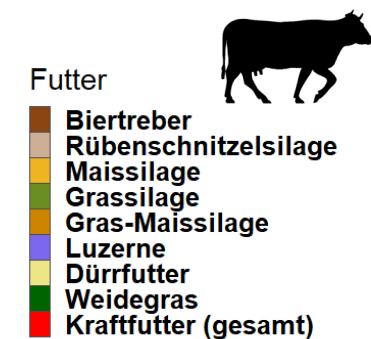 Futter
Biertreber
Rübenschnitzelsilage
Maissilage
Grassilage
Gras-Maissilage
Luzerne
Dürrfutter
Weidegras
Kraftfutter (gesamt)